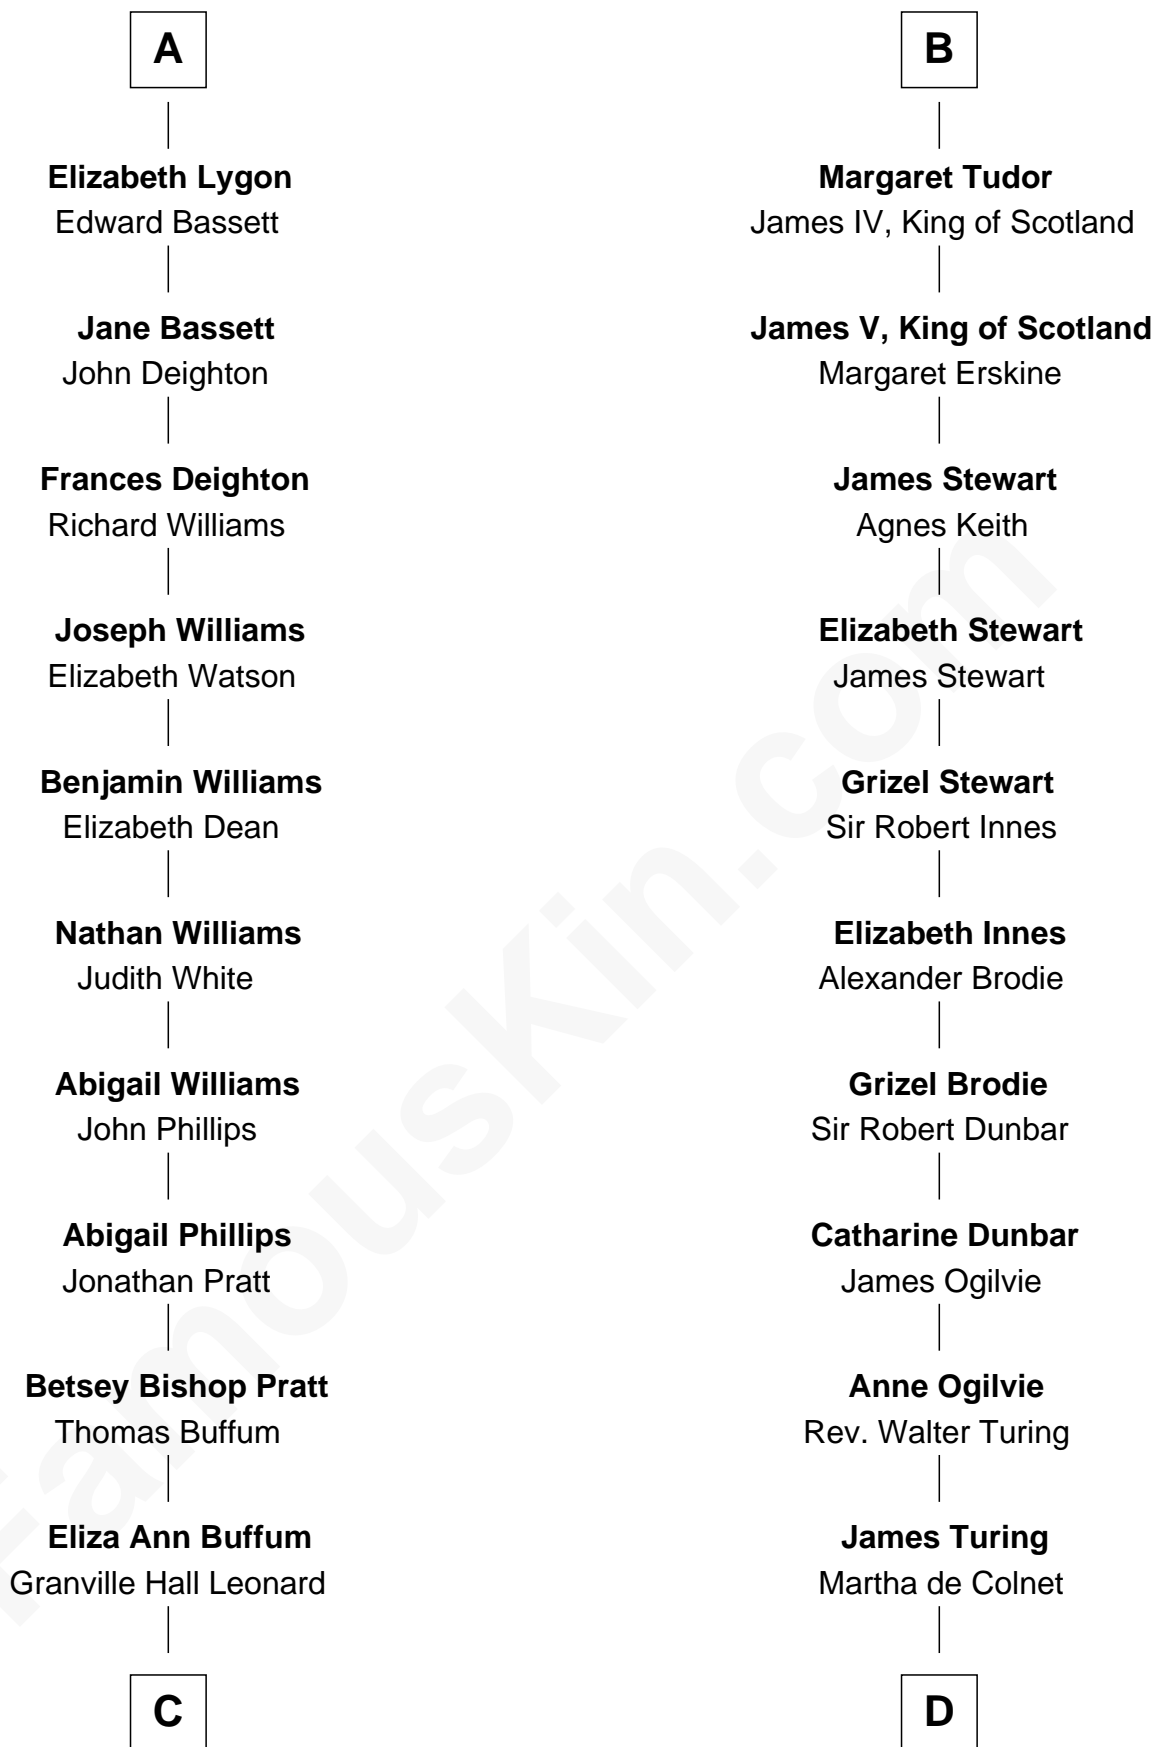 A
Elizabeth Lygon
Edward Bassett
Jane Bassett
John Deighton
Frances Deighton
Richard Williams
Joseph Williams
Elizabeth Watson
Benjamin Williams
Elizabeth Dean
Nathan Williams
Judith White
Abigail Williams
John Phillips
Abigail Phillips
Jonathan Pratt
Betsey Bishop Pratt
Thomas Buffum
Eliza Ann Buffum
Granville Hall Leonard
C
B
Margaret Tudor
James IV, King of Scotland
James V, King of Scotland
Margaret Erskine
James Stewart
Agnes Keith
Elizabeth Stewart
James Stewart
Grizel Stewart
Sir Robert Innes
Elizabeth Innes
Alexander Brodie
Grizel Brodie
Sir Robert Dunbar
Catharine Dunbar
James Ogilvie
Anne Ogilvie
Rev. Walter Turing
James Turing
Martha de Colnet
D
FamousKin.com